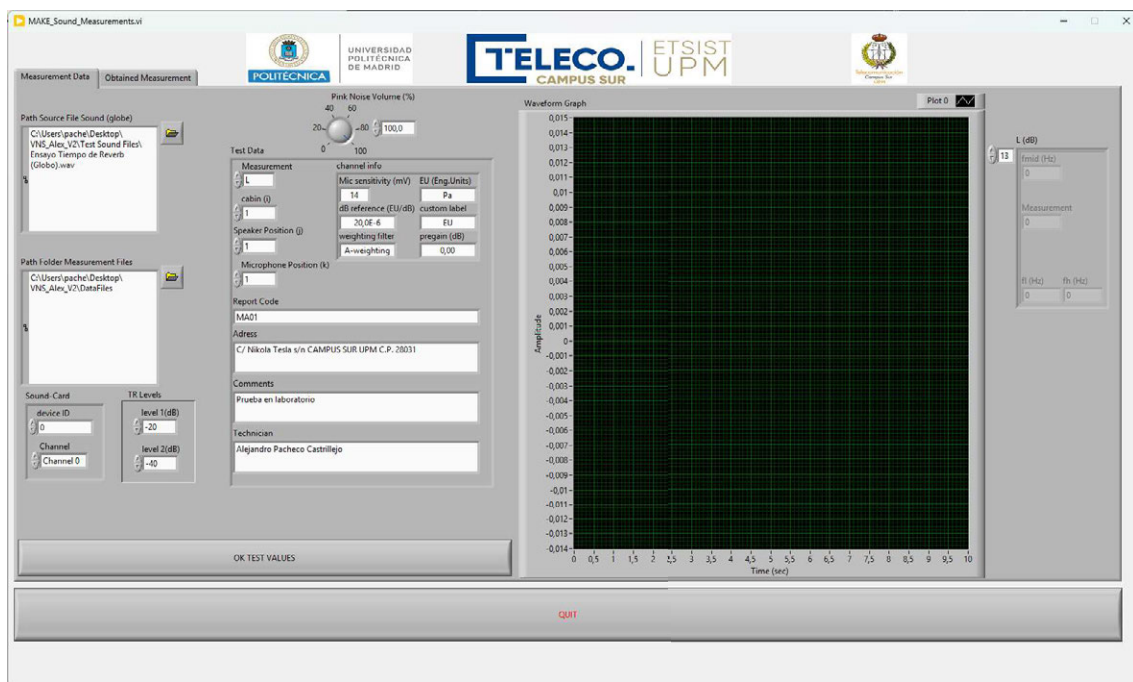 MAKE_Sound_Measurements.vi
POLITÉCNICA
UNIVERSIDAD
POLITÉCNICA
DE MADRID
TELECO.
CAMPUS SUR
ETSIST
UPM
Campus Sur
Measurement Data
Obtained Measurement
Path Source File Sound (globe)
C:\Users\pache\Desktop\
VNS_Alex_V2\Test Sound Files\
Ensayo Tiempo de Reverb
(Globo).wav
Path Folder Measurement Files
C:\Users\pache\Desktop\
VNS_Alex_V2\DataFiles
Sound-Card
device ID
0
Channel
Channel 0
TR Levels
level 1(dB)
-20
level 2(dB)
-40
Pink Noise Volume (%)
40 60
20 80
0 100
100,0
Test Data
Measurement
L
cabin (i)
1
Speaker Position (j)
1
Microphone Position (k)
1
channel info
Mic sensitivity (mV) EU (Eng.Units)
14 Pa
dB reference (EU/dB) custom label
20,0E-6 EU
weighting filter pregain (dB)
A-weighting 0,00
Report Code
MA01
Adress
C/ Nikola Tesla s/n CAMPUS SUR UPM C.P. 28031
Comments
Prueba en laboratorio
Technician
Alejandro Pacheco Castrillejo
OK TEST VALUES
Waveform Graph
Plot 0
Amplitude
0,015
0,014
0,013
0,012
0,011
0,01
0,009
0,008
0,007
0,006
0,005
0,004
0,003
0,002
0,001
0
-0,001
-0,002
-0,003
-0,004
-0,005
-0,006
-0,007
-0,008
-0,009
-0,01
-0,011
-0,012
-0,013
-0,014
0 0,5 1 1,5 2 2,5 3 3,5 4 4,5 5 5,5 6 6,5 7 7,5 8 8,5 9 9,5 10
Time (sec)
L (dB)
13
fmid (Hz)
0
Measurement
0
fl (Hz) fh (Hz)
0 0
QUIT